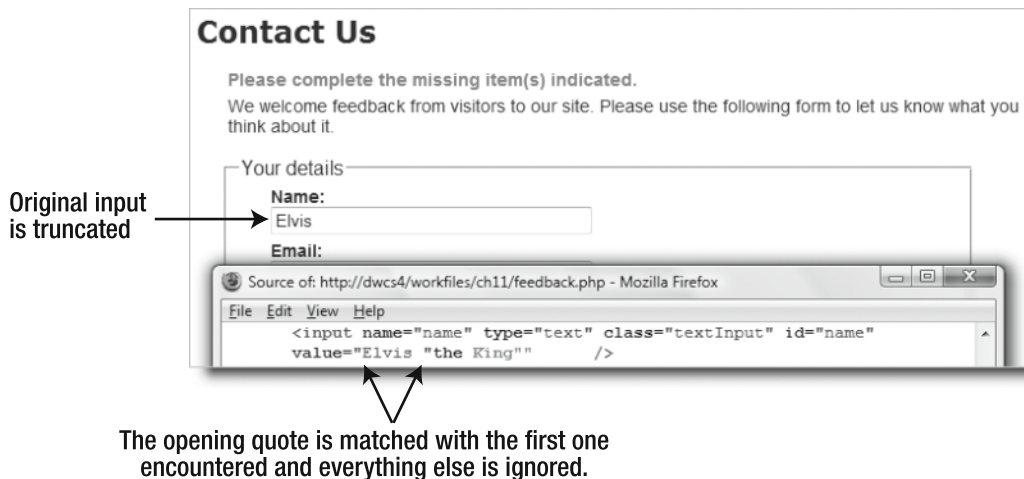 Contact Us
Please complete the missing item(s) indicated.
We welcome feedback from visitors to our site. Please use the following form to let us know what you
think about it.
Your details
Original input
is truncated
Name:
Elvis
Email:
Source of: http://dwcs4/workfiles/ch11/feedback.php - Mozilla Firefox
File Edit View Help
<input name="name" type="text" class="textInput" id="name"
value="Elvis "the King"" />
The opening quote is matched with the first one
encountered and everything else is ignored.